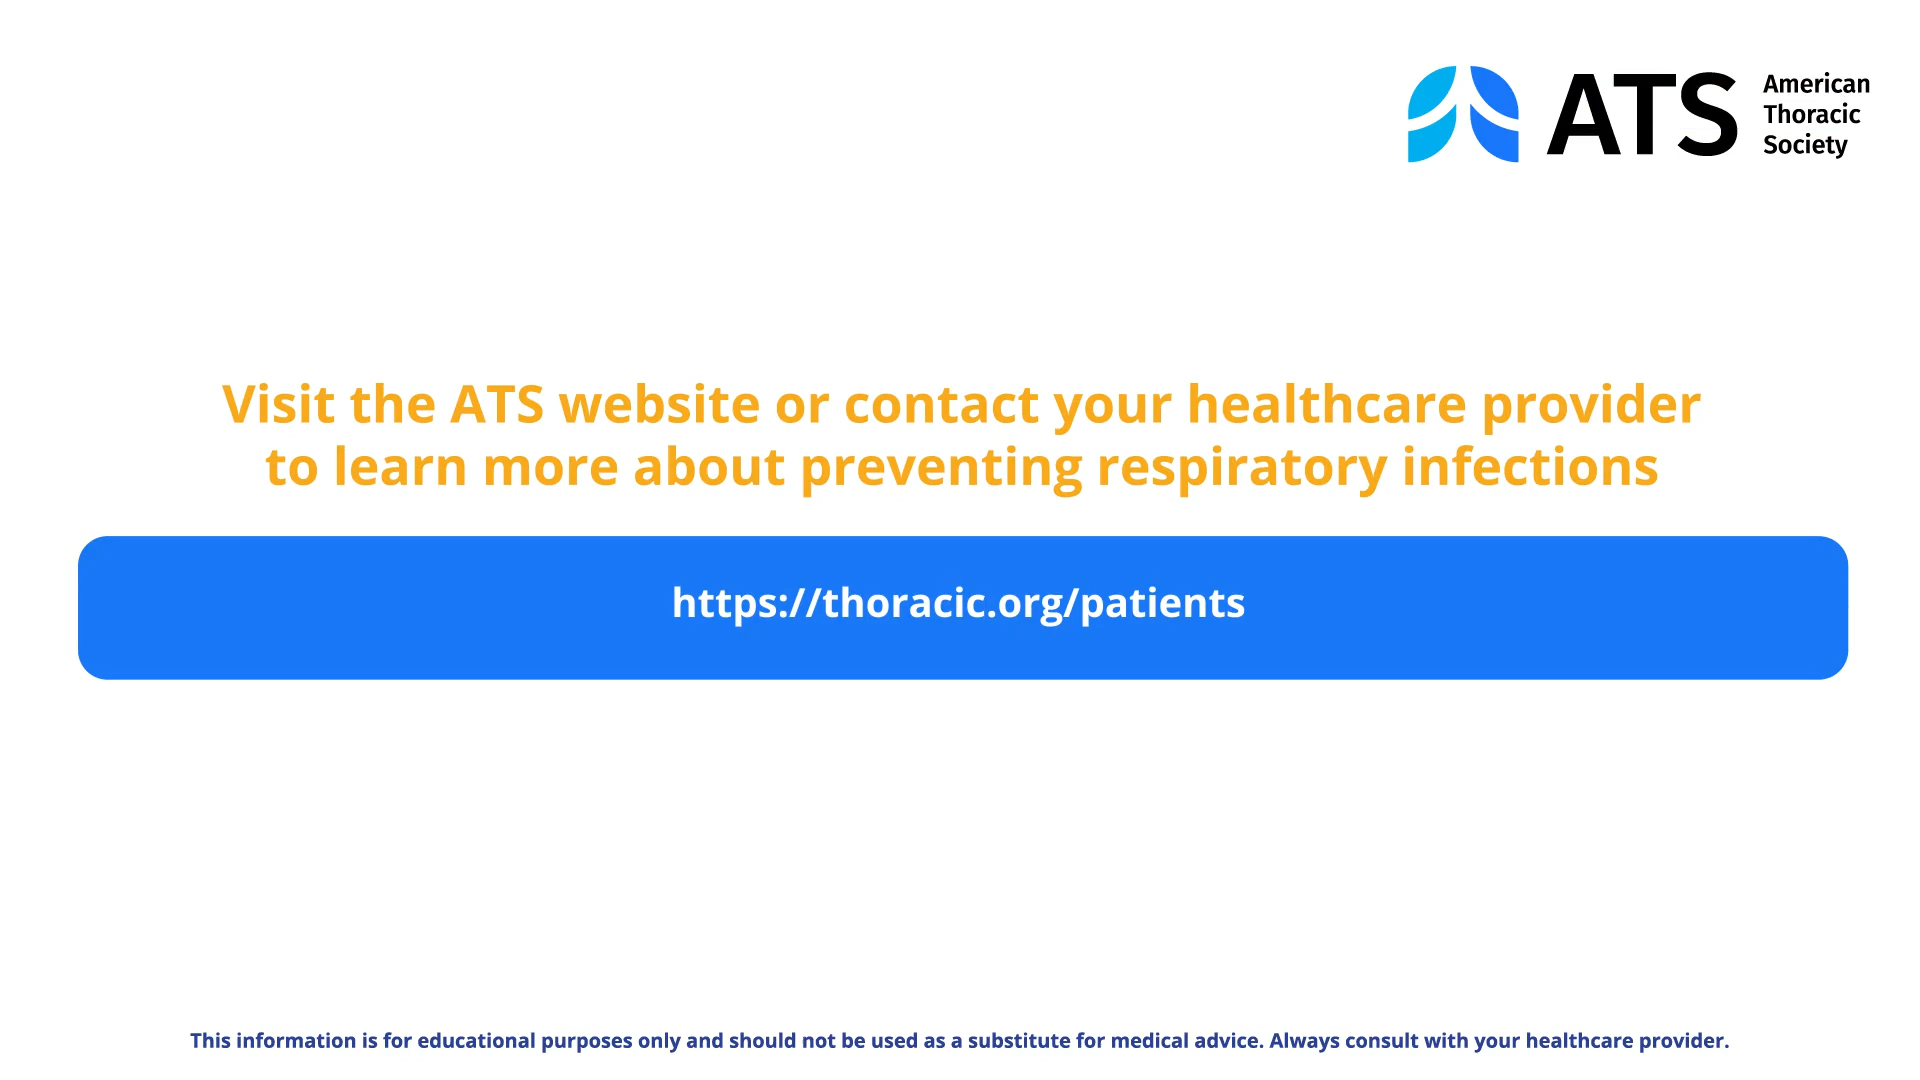 ATS
American
Thoracic
Society
Visit the ATS website or contact your healthcare provider
to learn more about preventing respiratory infections
https://thoracic.org/patients
This information is for educational purposes only and should not be used as a substitute for medical advice. Always consult with your healthcare provider.